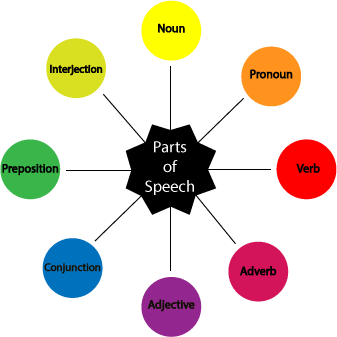 Noun
Interjection
Pronoun
Parts
of
Speech
Preposition
Verb
Conjunction
Adverb
Adjective